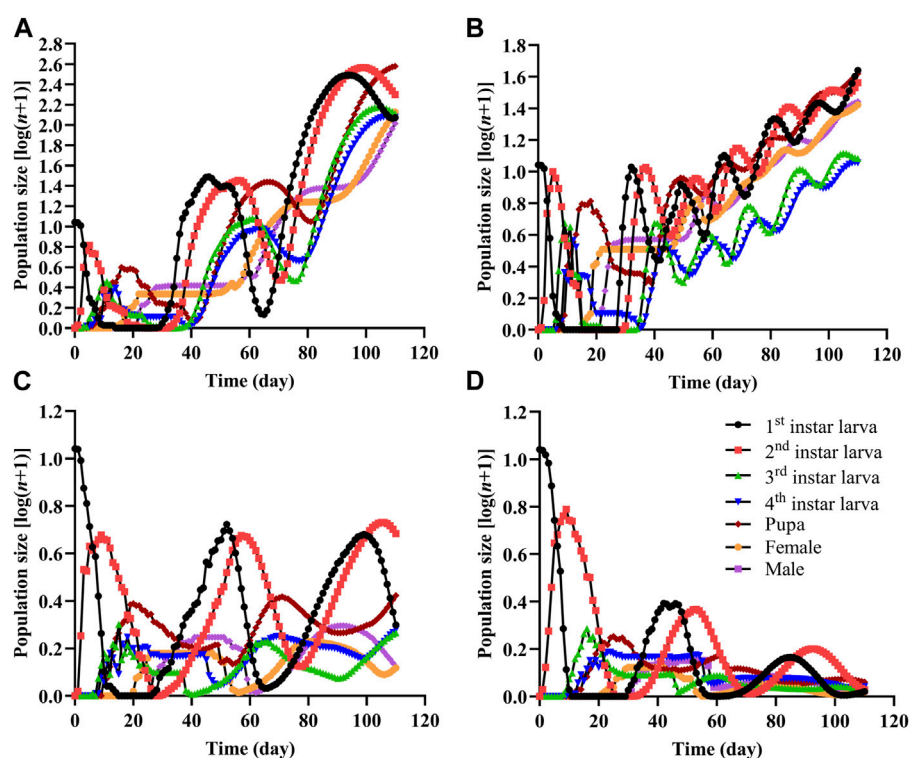 A
Population size [log(n+1)]
2.8
2.6
2.4
2.2
2.0
1.8
1.6
1.4
1.2
1.0
0.8
0.6
0.4
0.2
0.0
0 20 40 60 80 100 120
Time (day)
B
Population size [log(n+1)]
1.8
1.6
1.4
1.2
1.0
0.8
0.6
0.4
0.2
0.0
0 20 40 60 80 100 120
Time (day)
C
Population size [log(n+1)]
1.2
1.0
0.8
0.6
0.4
0.2
0.0
0 20 40 60 80 100 120
Time (day)
D
Population size [log(n+1)]
1.2
1.0
0.8
0.6
0.4
0.2
0.0
0 20 40 60 80 100 120
Time (day)
1st instar larva
2nd instar larva
3rd instar larva
4th instar larva
Pupa
Female
Male